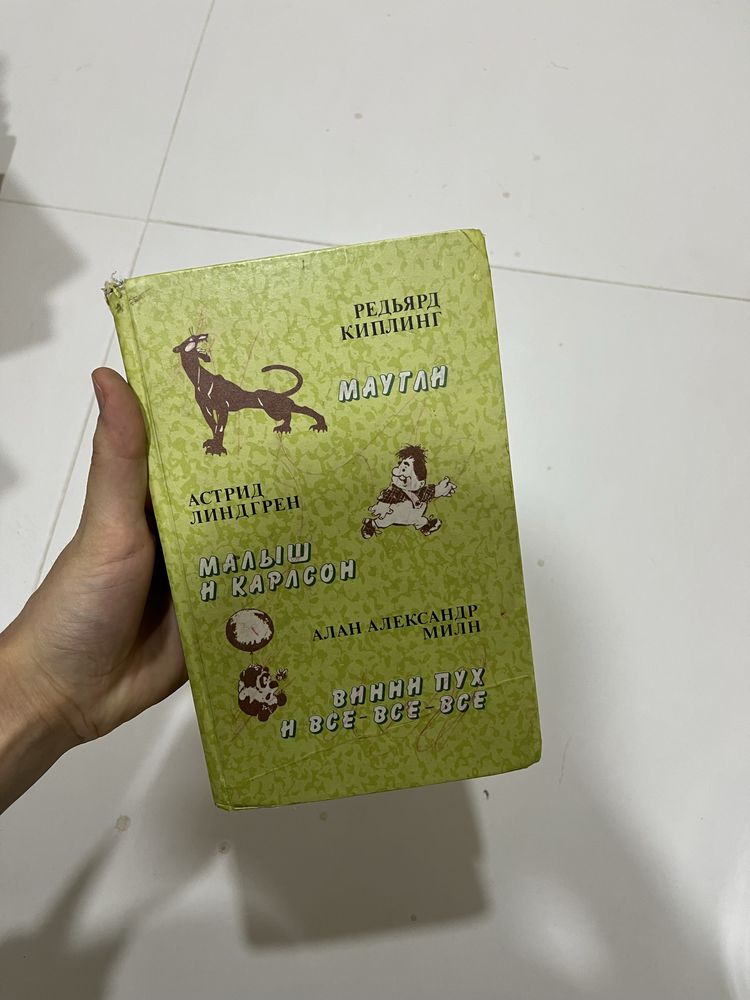 РЕДЬЯРД
КИПЛИНГ
МАУГЛИ
АСТРИД
ЛИНДГРЕН
МАЛЫШ
И КАРЛСОН
АЛАН АЛЕКСАНДР
МИЛН
ВИННИ ПУХ
И ВСЕ-ВСЕ-ВСЕ